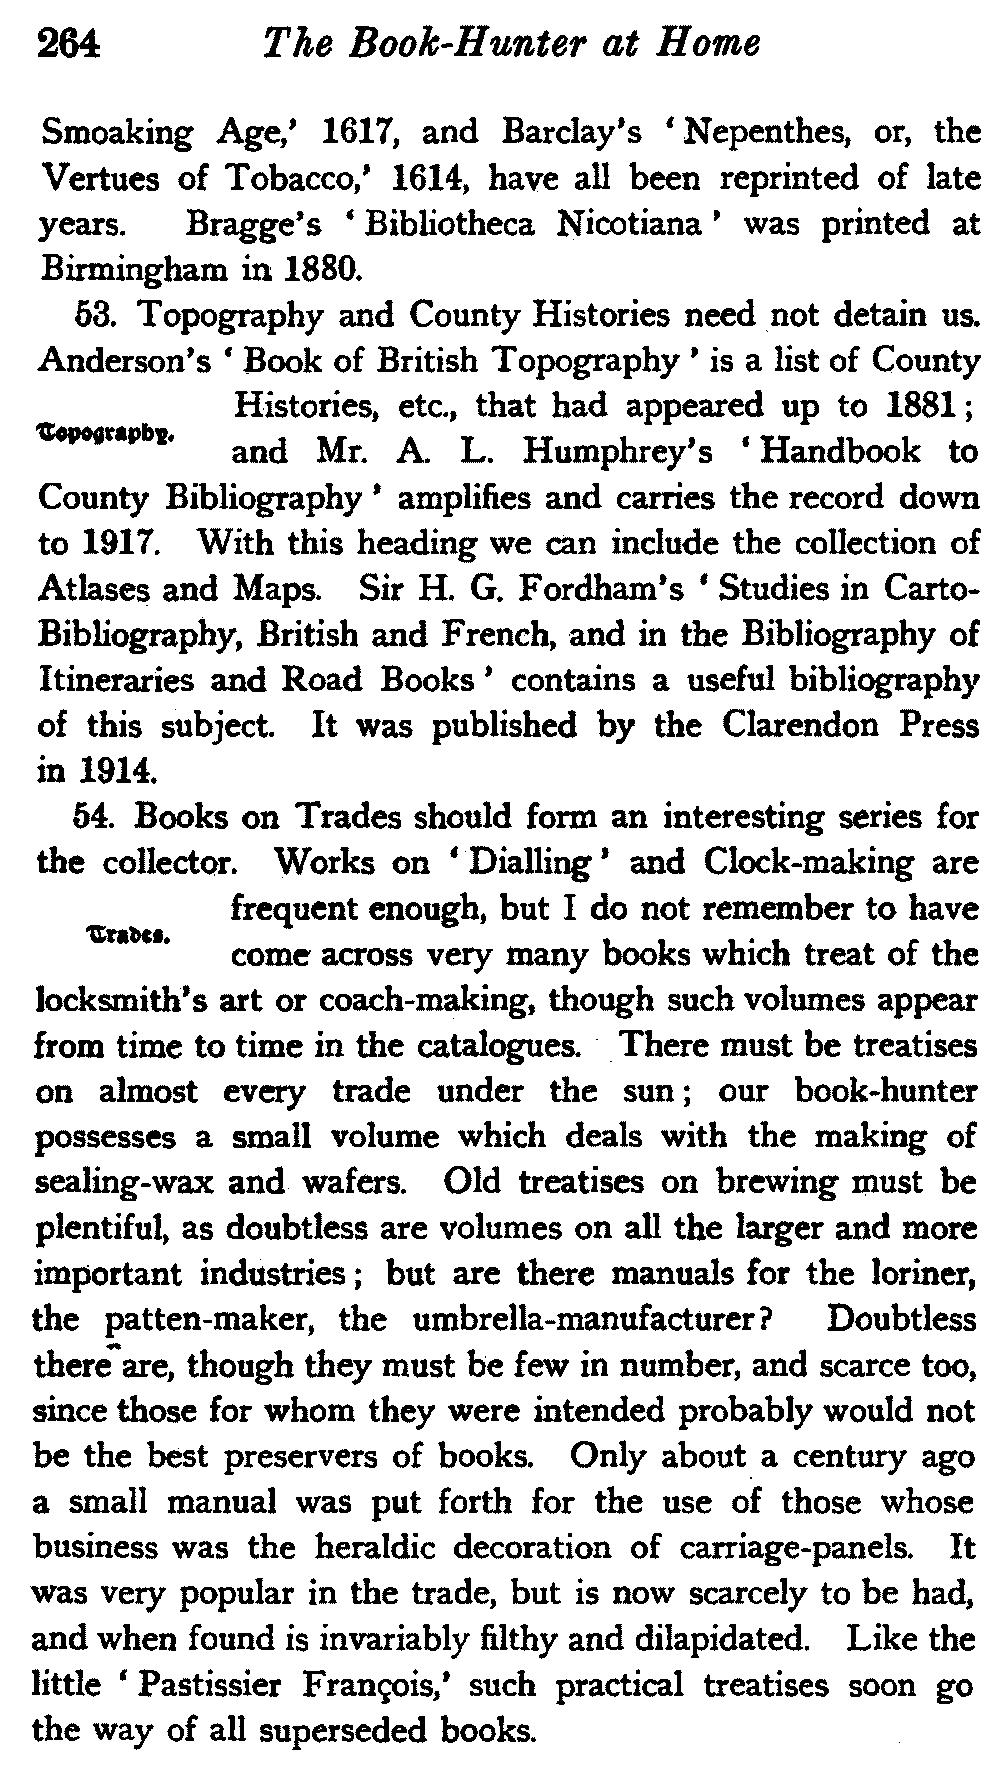 264 The Book-Hunter at Home
Smoaking Age,' 1617, and Barclay's ‘Nepenthes, or, the
Vertues of Tobacco,' 1614, have all been reprinted of late
years. Bragge's ‘Bibliotheca Nicotiana’ was printed at
Birmingham in 1880.
53. Topography and County Histories need not detain us.
Anderson's ‘Book of British Topography’ is a list of County
Histories, etc., that had appeared up to 1881;
Topography.
and Mr. A. L. Humphrey's ‘Handbook to
County Bibliography’ amplifies and carries the record down
to 1917. With this heading we can include the collection of
Atlases and Maps. Sir H. G. Fordham's ‘Studies in Carto-
Bibliography, British and French, and in the Bibliography of
Itineraries and Road Books’ contains a useful bibliography
of this subject. It was published by the Clarendon Press
in 1914.
54. Books on Trades should form an interesting series for
the collector. Works on ‘Dialling’ and Clock-making are
frequent enough, but I do not remember to have
Trades.
come across very many books which treat of the
locksmith's art or coach-making, though such volumes appear
from time to time in the catalogues. There must be treatises
on almost every trade under the sun; our book-hunter
possesses a small volume which deals with the making of
sealing-wax and wafers. Old treatises on brewing must be
plentiful, as doubtless are volumes on all the larger and more
important industries; but are there manuals for the loriner,
the patten-maker, the umbrella-manufacturer? Doubtless
there are, though they must be few in number, and scarce too,
since those for whom they were intended probably would not
be the best preservers of books. Only about a century ago
a small manual was put forth for the use of those whose
business was the heraldic decoration of carriage-panels. It
was very popular in the trade, but is now scarcely to be had,
and when found is invariably filthy and dilapidated. Like the
little ‘Pastissier François,' such practical treatises soon go
the way of all superseded books.